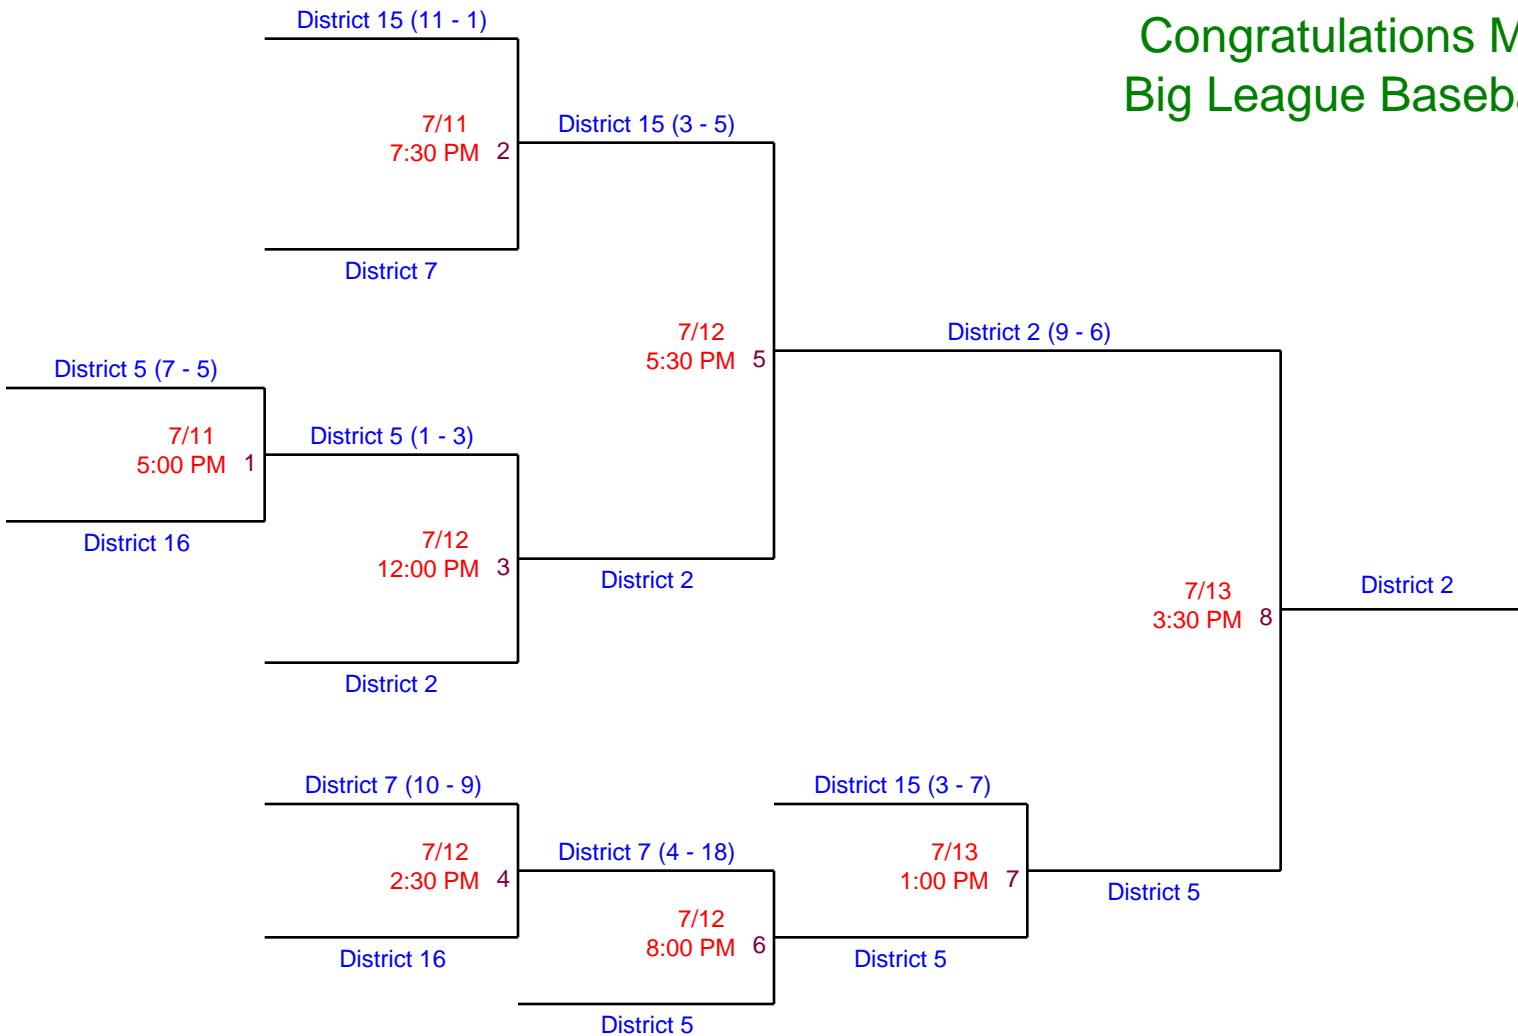 District 15 (11 - 1)
Congratulations M
Big League Baseba
7/11
7:30 PM 2
District 15 (3 - 5)
District 7
7/12
5:30 PM 5
District 2 (9 - 6)
District 5 (7 - 5)
7/11
5:00 PM 1
District 5 (1 - 3)
District 16
7/12
12:00 PM 3
District 2
7/13
3:30 PM 8
District 2
District 2
District 7 (10 - 9)
District 15 (3 - 7)
7/12
2:30 PM 4
District 7 (4 - 18)
7/13
1:00 PM 7
District 5
7/12
8:00 PM 6
District 16
District 5
District 5